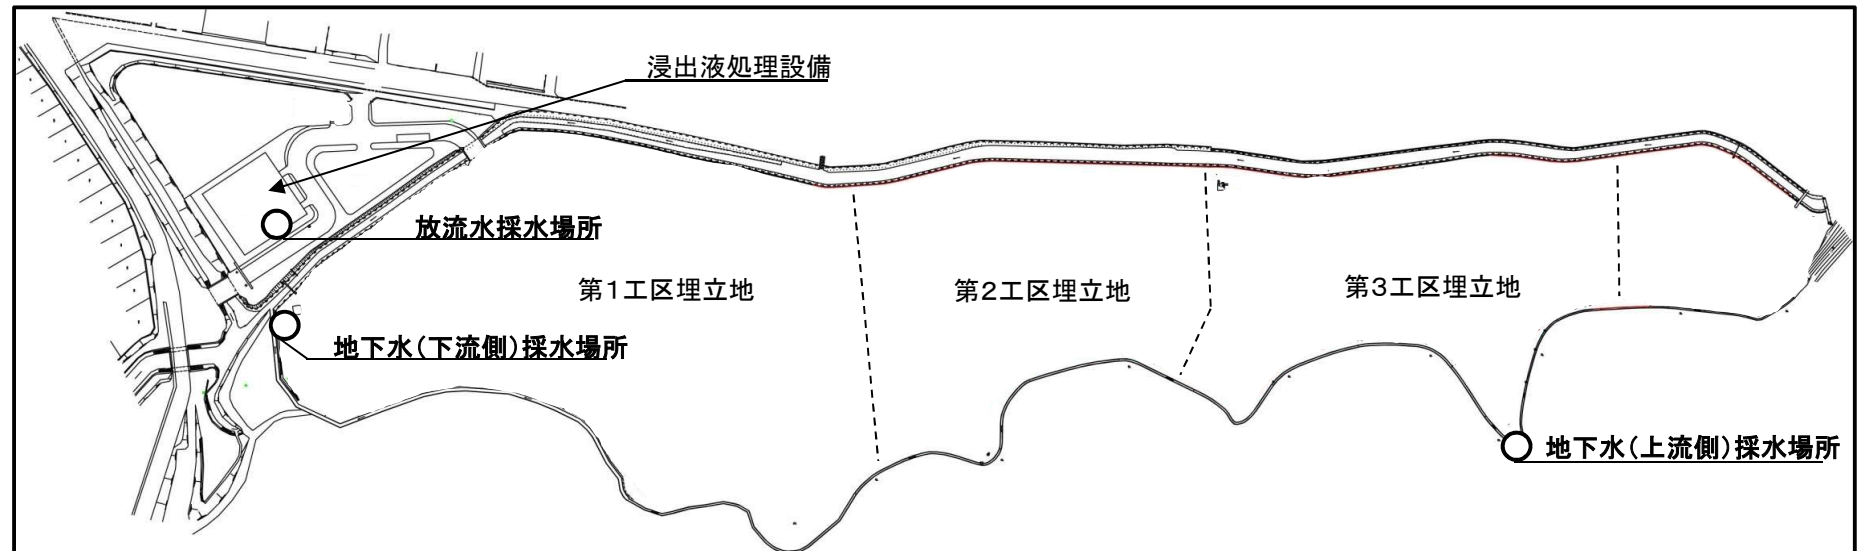 浸出液処理設備
放流水採水場所
第1工区埋立地
第2工区埋立地
第3工区埋立地
地下水(下流側)採水場所
地下水(上流側)採水場所